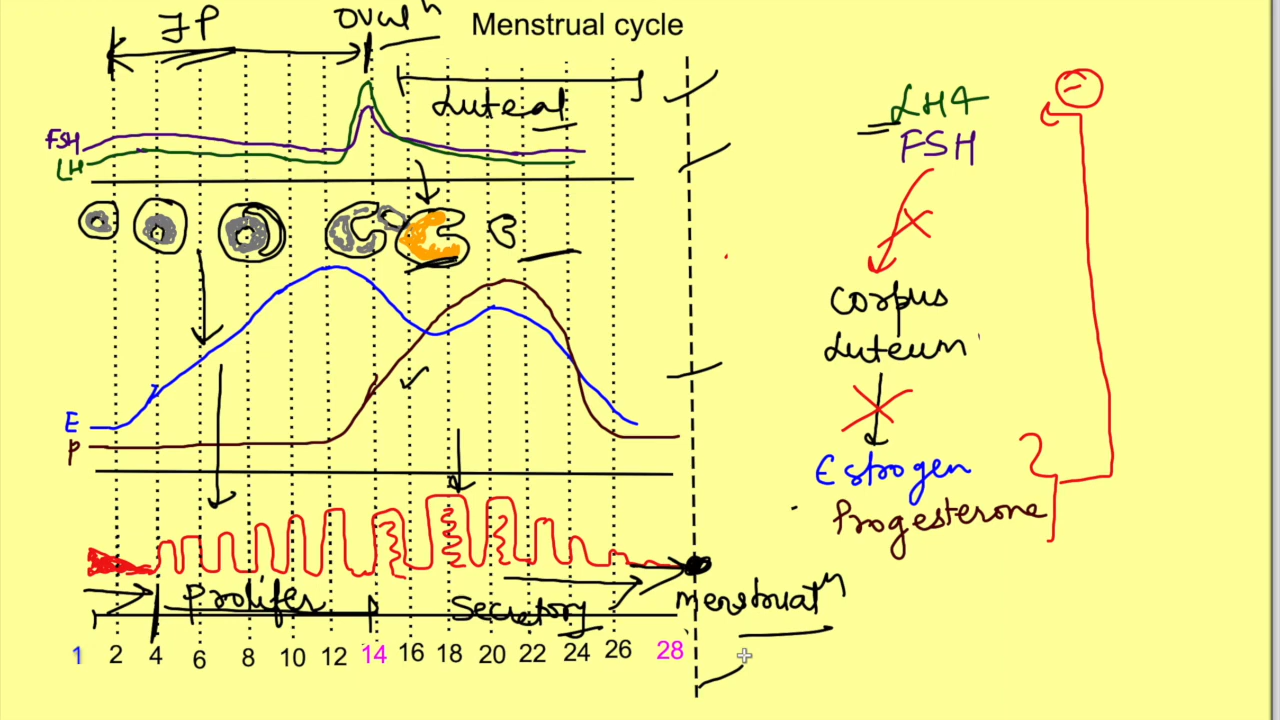 FP
Ovulⁿ
Menstrual cycle
Luteal
FSH
LH
LH
FSH
Corpus
Luteum
E
P
Estrogen
Progesterone
Prolifer
Secretory
menstruatⁿ
1 2 4 6 8 10 12 14 16 18 20 22 24 26 28